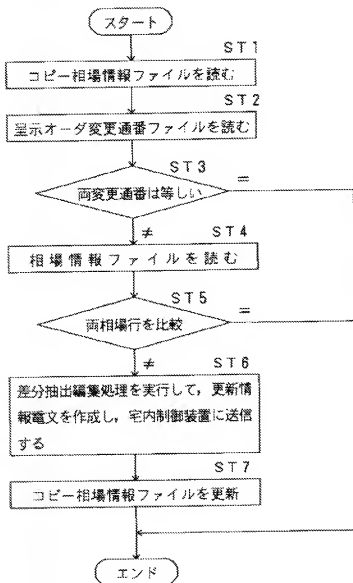 スタート
ST1
コピー相場情報ファイルを読む
ST2
呈示オーダ変更通番ファイルを読む
ST3
両変更通番は等しい
=
≠
ST4
相場情報ファイルを読む
ST5
両相場行を比較
=
≠
ST6
差分抽出編集処理を実行して，更新情
報電文を作成し，宅内制御装置に送信
する
ST7
コピー相場情報ファイルを更新
エンド